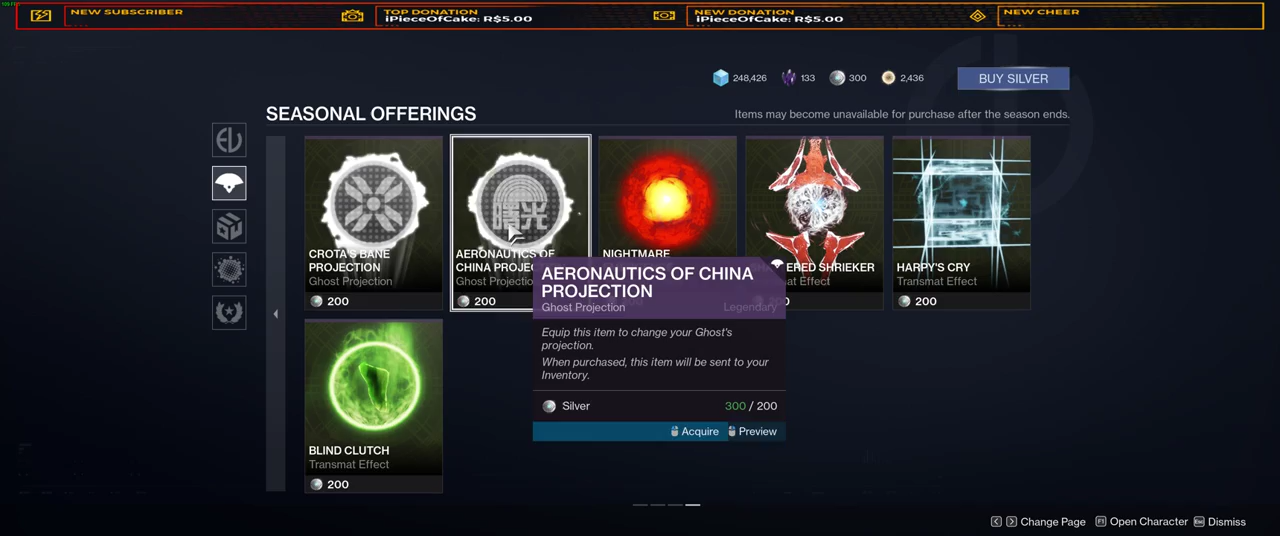 NEW SUBSCRIBER
TOP DONATION
iPieceOfCake: R$5.00
NEW DONATION
iPieceOfCake: R$5.00
NEW CHEER
248,426
133
300
2,436
BUY SILVER
SEASONAL OFFERINGS
Items may become unavailable for purchase after the season ends.
CROTA'S BANE
PROJECTION
Ghost Projection
200
曙光
AERONAUTICS OF
CHINA PROJEC
Ghost Projectio
200
NIGHTMARE
ERED SHRIEKER
at Effect
HARPY'S CRY
Transmat Effect
200
AERONAUTICS OF CHINA
PROJECTION
Ghost Projection
Legendary
Equip this item to change your Ghost's
projection.
When purchased, this item will be sent to your
Inventory.
Silver
300 / 200
Acquire
Preview
BLIND CLUTCH
Transmat Effect
200
Change Page
F1
Open Character
Esc
Dismiss